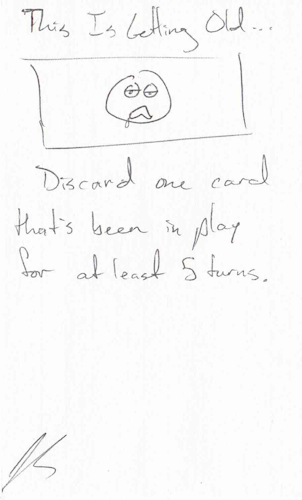 This Is Getting Old...
Discard one card
that's been in play
for at least 5 turns.